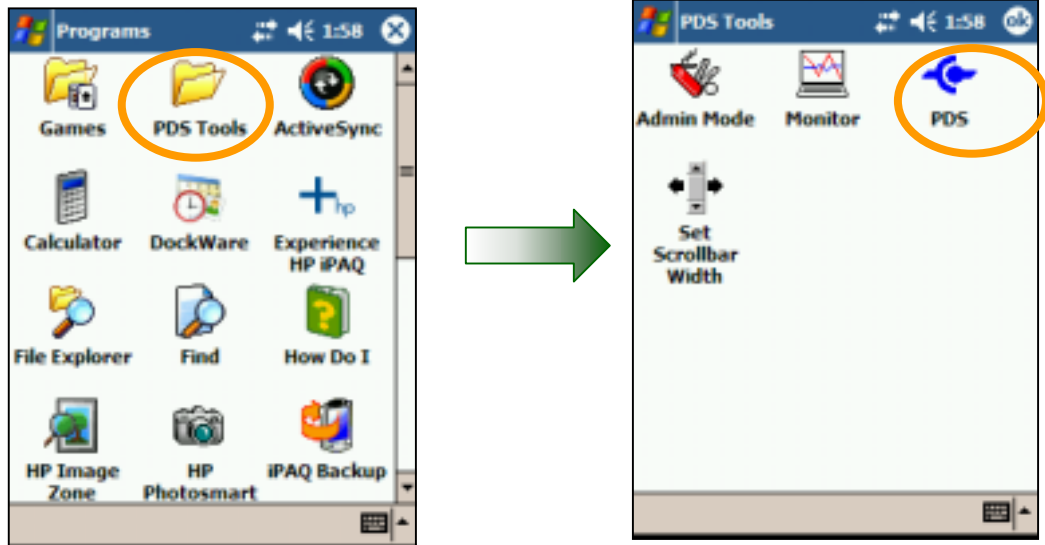 Programs 1:58
Games PDS Tools ActiveSync
Calculator DockWare Experience
HP iPAQ
hp
File Explorer Find How Do I
HP Image HP iPAQ Backup
Zone Photosmart
PDS Tools 1:58 ok
Admin Mode Monitor PDS
Set
Scrollbar
Width